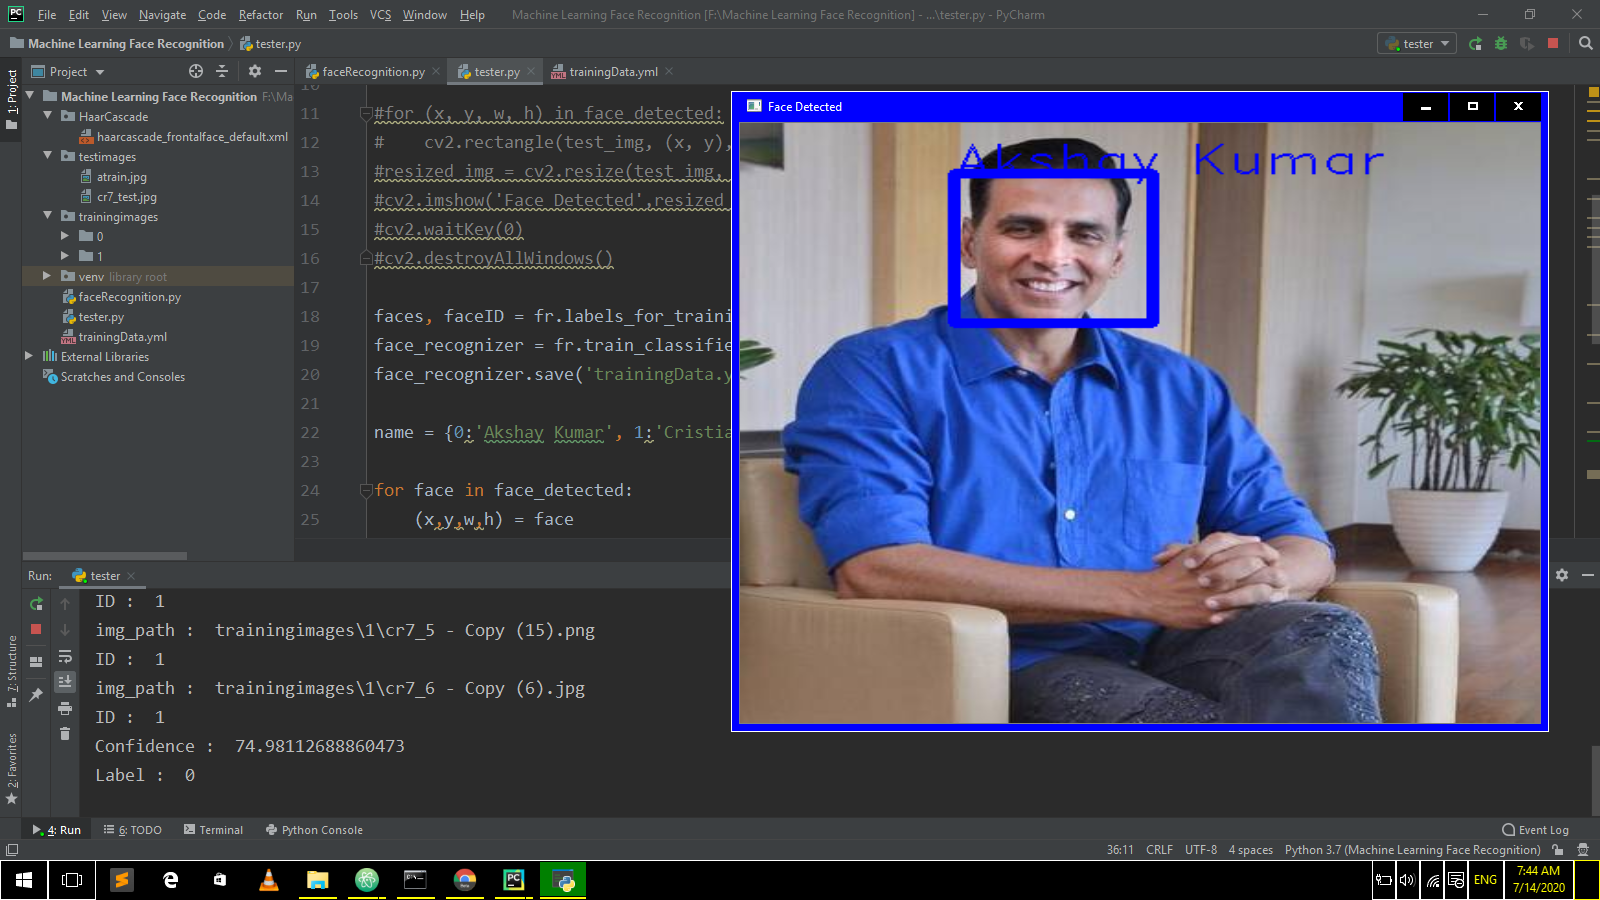 PC File Edit View Navigate Code Refactor Run Tools VCS Window Help Machine Learning Face Recognition [F:\Machine Learning Face Recognition] - ...\tester.py - PyCharm
Machine Learning Face Recognition tester.py tester
1: Project
Project
Machine Learning Face Recognition F:\Ma
HaarCascade
haarcascade_frontalface_default.xml
testimages
atrain.jpg
cr7_test.jpg
trainingimages
0
1
venv library root
faceRecognition.py
tester.py
trainingData.yml
External Libraries
Scratches and Consoles
faceRecognition.py tester.py trainingData.yml
11 #for (x, y, w, h) in face_detected:
12 # cv2.rectangle(test_img, (x, y),
13 #resized_img = cv2.resize(test_img,
14 #cv2.imshow('Face Detected',resized_
15 #cv2.waitKey(0)
16 #cv2.destroyAllWindows()
17
18 faces, faceID = fr.labels_for_traini
19 face_recognizer = fr.train_classifie
20 face_recognizer.save('trainingData.y
21
22 name = {0:'Akshay Kumar', 1:'Cristia
23
24 for face in face_detected:
25 (x,y,w,h) = face
Face Detected
Akshay Kumar
Run: tester
ID : 1
img_path : trainingimages\1\cr7_5 - Copy (15).png
ID : 1
img_path : trainingimages\1\cr7_6 - Copy (6).jpg
ID : 1
Confidence : 74.98112688860473
Label : 0
7: Structure
2: Favorites
4: Run 6: TODO Terminal Python Console Event Log
36:11 CRLF UTF-8 4 spaces Python 3.7 (Machine Learning Face Recognition)
ENG
7:44 AM
7/14/2020